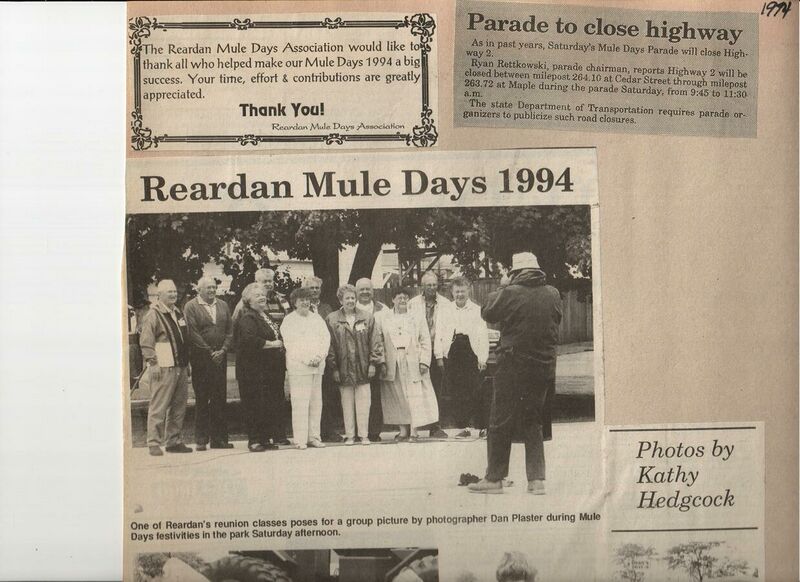 The Reardan Mule Days Association would like to
thank all who helped make our Mule Days 1994 a big
success. Your time, effort & contributions are greatly
appreciated.
Thank You!
Reardan Mule Days Association
Parade to close highway
As in past years, Saturday's Mule Days Parade will close High-
way 2.
Ryan Rettkowski, parade chairman, reports Highway 2 will be
closed between milepost 264.10 at Cedar Street through milepost
263.72 at Maple during the parade Saturday, from 9:45 to 11:30
a.m.
The state Department of Transportation requires parade or-
ganizers to publicize such road closures.
1994
Reardan Mule Days 1994
One of Reardan's reunion classes poses for a group picture by photographer Dan Plaster during Mule
Days festivities in the park Saturday afternoon.
Photos by
Kathy
Hedgcock